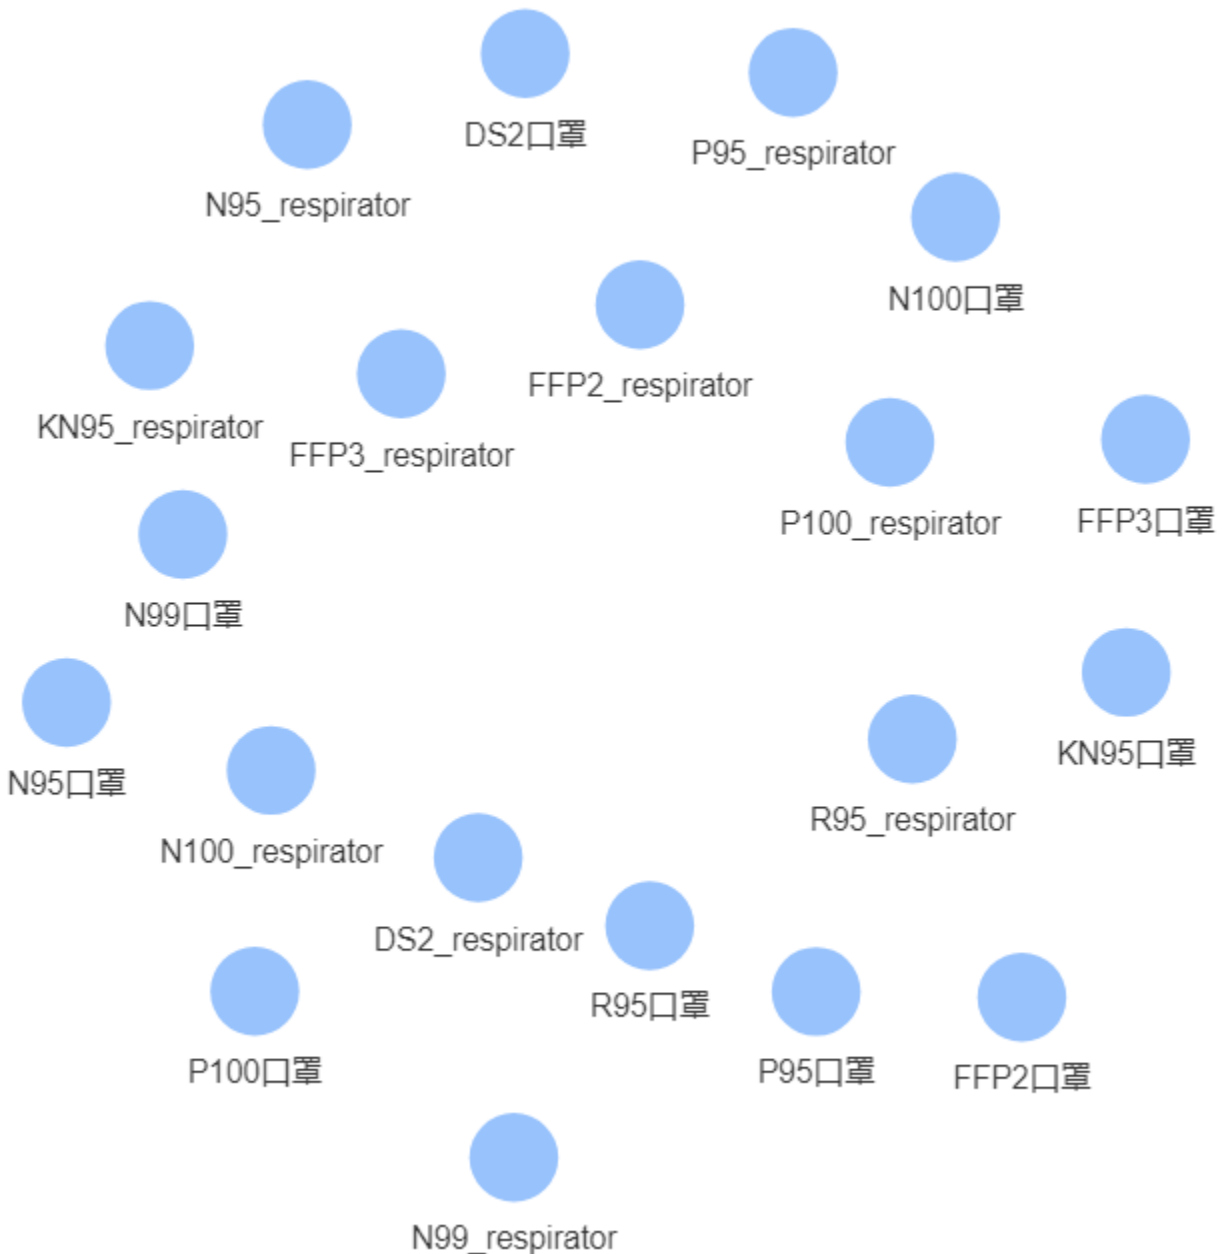 DS2口罩
P95_respirator
N95_respirator
N100口罩
FFP2_respirator
KN95_respirator
FFP3_respirator
P100_respirator
FFP3口罩
N99口罩
KN95口罩
N95口罩
R95_respirator
N100_respirator
DS2_respirator
R95口罩
P100口罩
P95口罩
FFP2口罩
N99_respirator